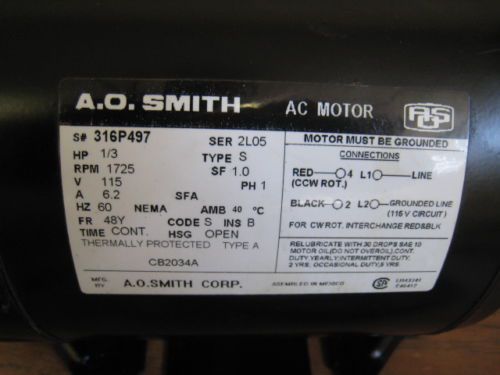 A.O. SMITH AC MOTOR AOS
S# 316P497 SER 2L05
HP 1/3 TYPE S
RPM 1725 SF 1.0
V 115 PH 1
A 6.2 SFA
HZ 60 NEMA AMB 40 °C
FR 48Y CODE S INS B
TIME CONT. HSG OPEN
THERMALLY PROTECTED TYPE A
CB2034A
MOTOR MUST BE GROUNDED
CONNECTIONS
RED 4 L1 LINE
(CCW ROT.)
BLACK 2 L2 GROUNDED LINE
(115 V CIRCUIT)
FOR CW ROT. INTERCHANGE RED&BLK
RELUBRICATE WITH 30 DROPS SAE 10
MOTOR OIL(DO NOT OVEROIL).CONT.
DUTY,YEARLY;INTERMITTENT DUTY,
2 YRS, OCCASIONAL DUTY,5 YRS.
MFG BY A.O.SMITH CORP. ASSEMBLED IN MEXICO